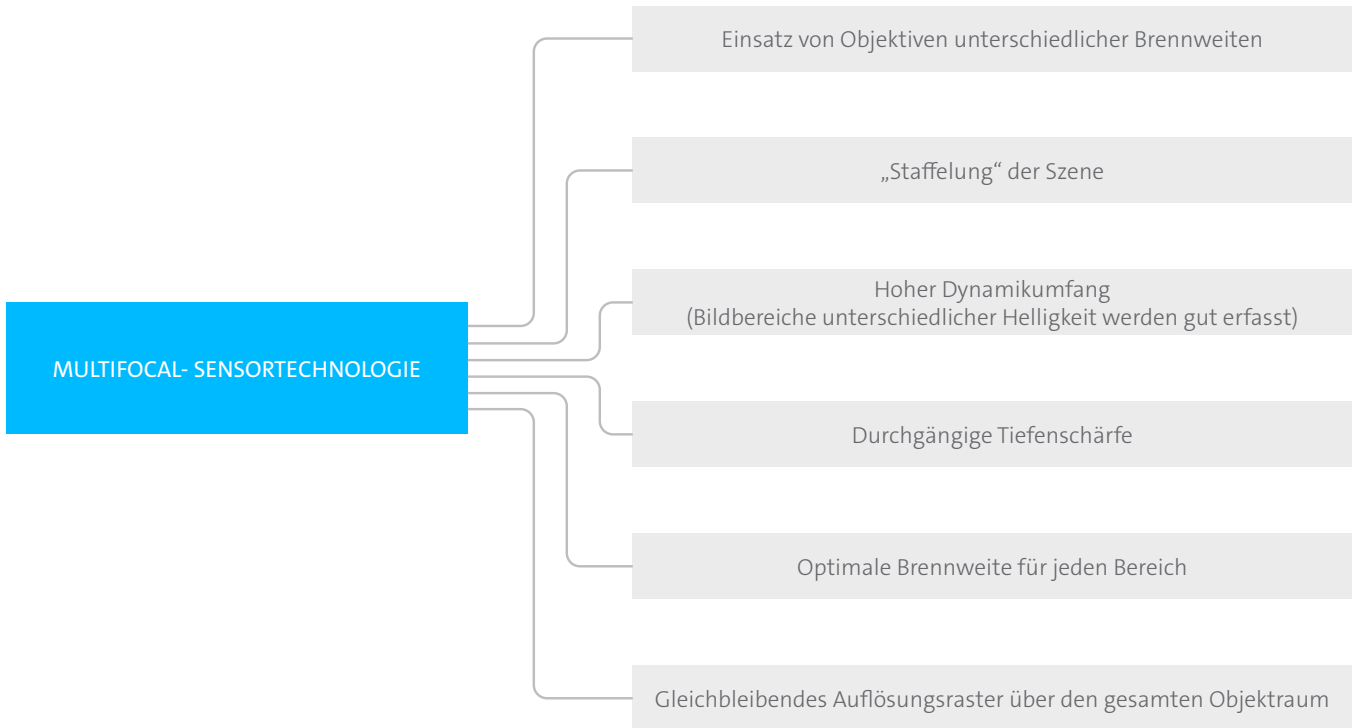 Einsatz von Objektiven unterschiedlicher Brennweiten
„Staffelung“ der Szene
Hoher Dynamikumfang
(Bildbereiche unterschiedlicher Helligkeit werden gut erfasst)
MULTIFOCAL- SENSORTECHNOLOGIE
Durchgängige Tiefenschärfe
Optimale Brennweite für jeden Bereich
Gleichbleibendes Auflösungsraster über den gesamten Objektraum